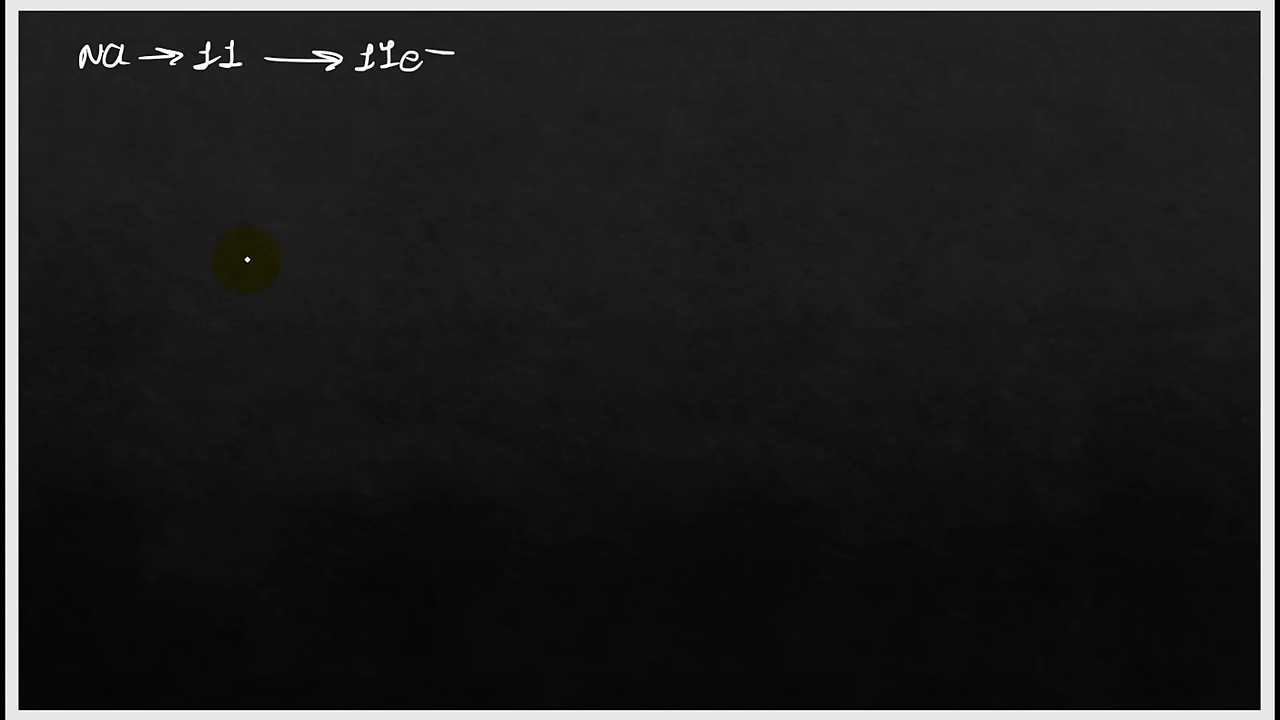 Na → 11 → 11e⁻